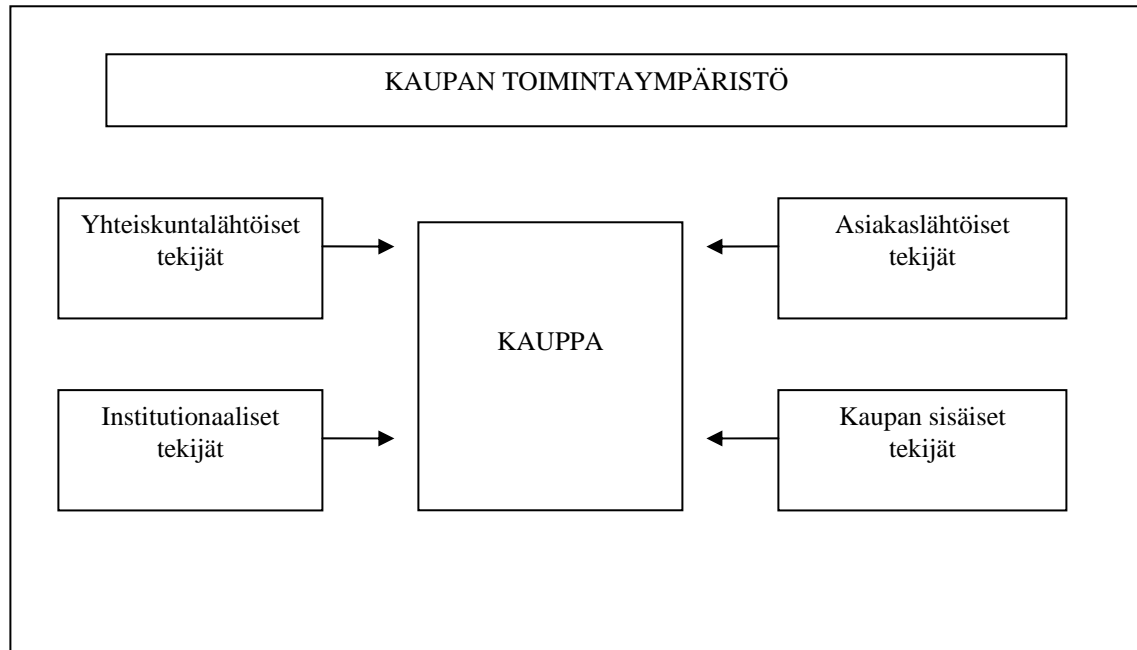 KAUPAN TOIMINTAYMPÄRISTÖ
Yhteiskuntalähtöiset
tekijät
Asiakaslähtöiset
tekijät
KAUPPA
Institutionaaliset
tekijät
Kaupan sisäiset
tekijät